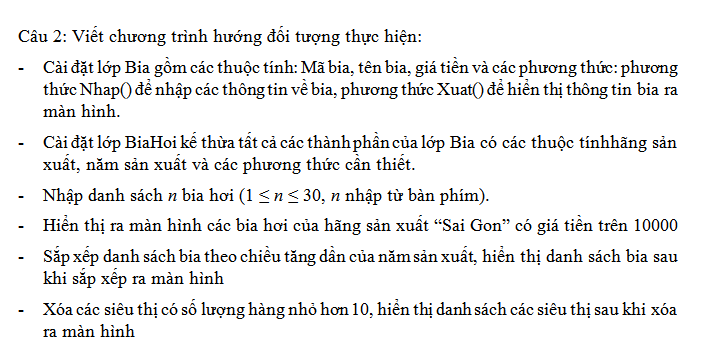 Câu 2: Viết chương trình hướng đối tượng thực hiện:
- Cài đặt lớp Bia gồm các thuộc tính: Mã bia, tên bia, giá tiền và các phương thức: phương
thức Nhap() để nhập các thông tin về bia, phương thức Xuat() để hiển thị thông tin bia ra
màn hình.
- Cài đặt lớp BiaHoi kế thừa tất cả các thành phần của lớp Bia có các thuộc tínhhãng sản
xuất, năm sản xuất và các phương thức cần thiết.
- Nhập danh sách n bia hơi (1 ≤ n ≤ 30, n nhập từ bàn phím).
- Hiển thị ra màn hình các bia hơi của hãng sản xuất “Sai Gon” có giá tiền trên 10000
- Sắp xếp danh sách bia theo chiều tăng dần của năm sản xuất, hiển thị danh sách bia sau
khi sắp xếp ra màn hình
- Xóa các siêu thị có số lượng hàng nhỏ hơn 10, hiển thị danh sách các siêu thị sau khi xóa
ra màn hình